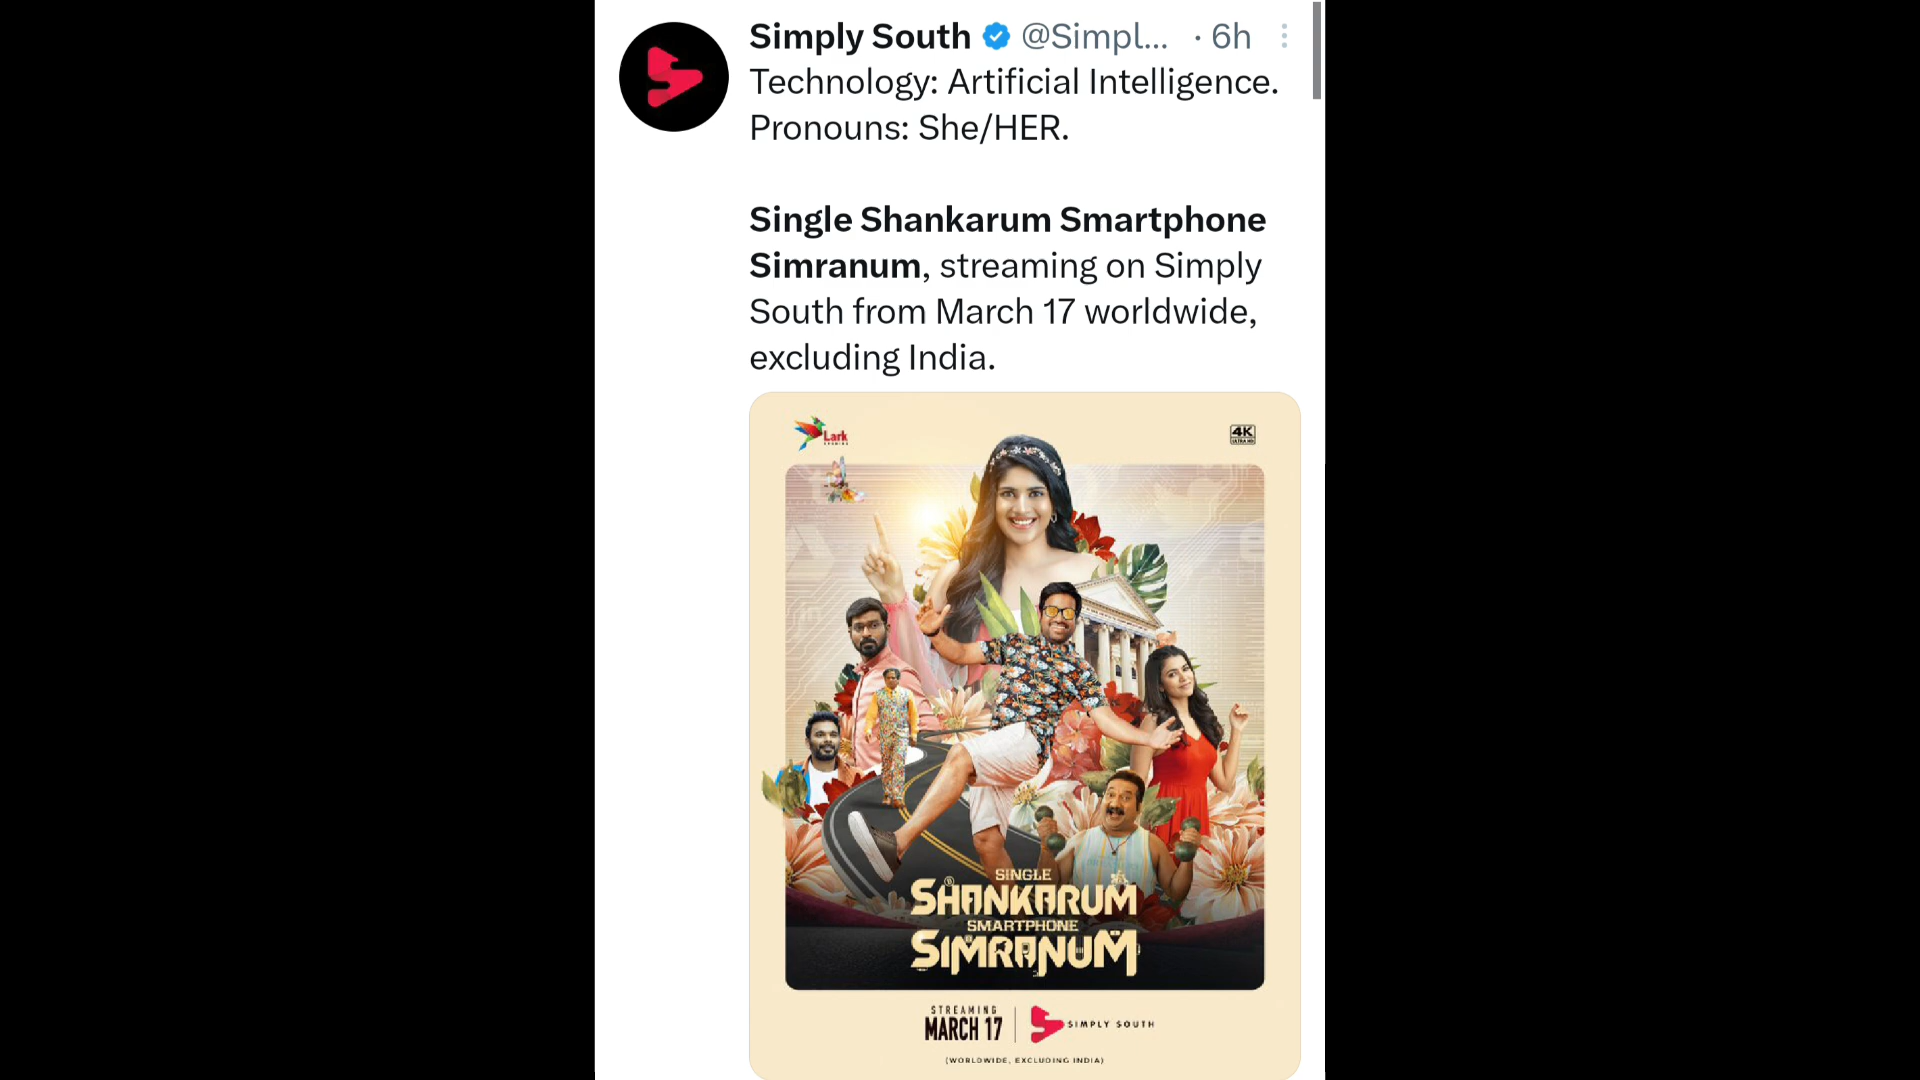 Simply South @Simpl... · 6h
Technology: Artificial Intelligence.
Pronouns: She/HER.
Single Shankarum Smartphone
Simranum, streaming on Simply
South from March 17 worldwide,
excluding India.
Lark
4K
ULTRA HD
SINGLE
SHANKARUM
SMARTPHONE
SIMRANUM
STREAMING
MARCH 17
SIMPLY SOUTH
(WORLDWIDE, EXCLUDING INDIA)